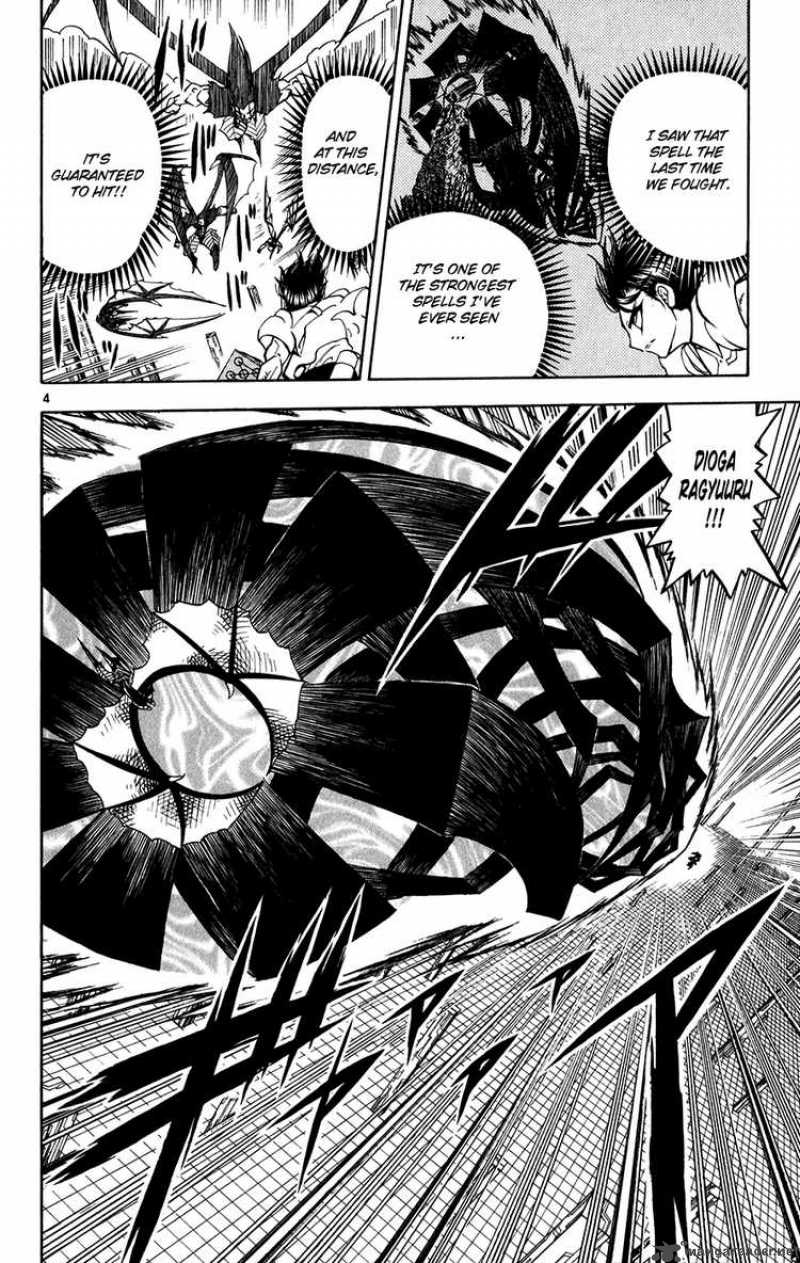 I SAW THAT
SPELL THE
LAST TIME
WE FOUGHT.
IT'S ONE OF
THE STRONGEST
SPELLS I'VE
EVER SEEN
...
AND
AT THIS
DISTANCE,
IT'S
GUARANTEED
TO HIT!!
4
DIOGA
RAGYUURU
!!!